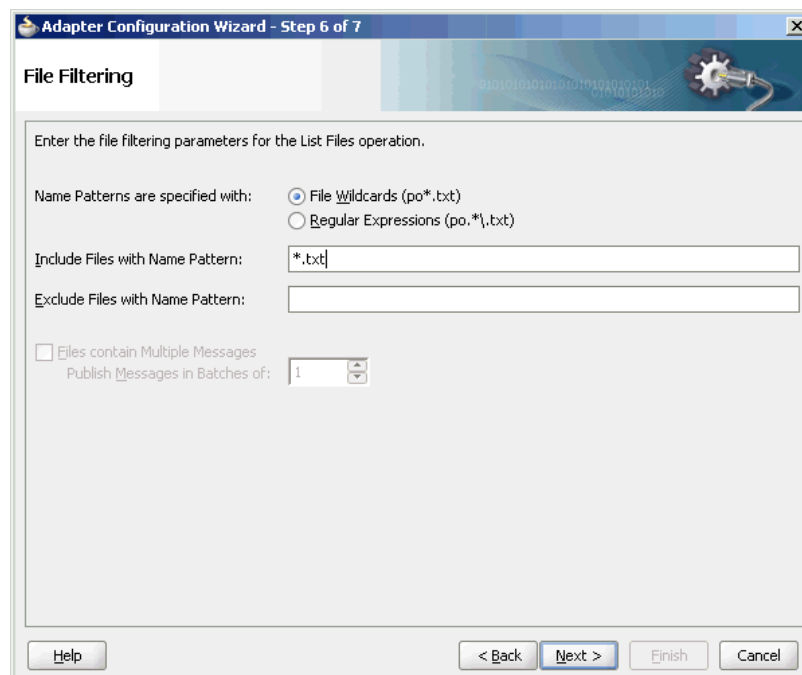 Adapter Configuration Wizard - Step 6 of 7
File Filtering
Enter the file filtering parameters for the List Files operation.
Name Patterns are specified with:
File Wildcards (po*.txt)
Regular Expressions (po.*\.txt)
Include Files with Name Pattern:
*.txt
Exclude Files with Name Pattern:
Files contain Multiple Messages
Publish Messages in Batches of:
1
Help
< Back
Next >
Finish
Cancel